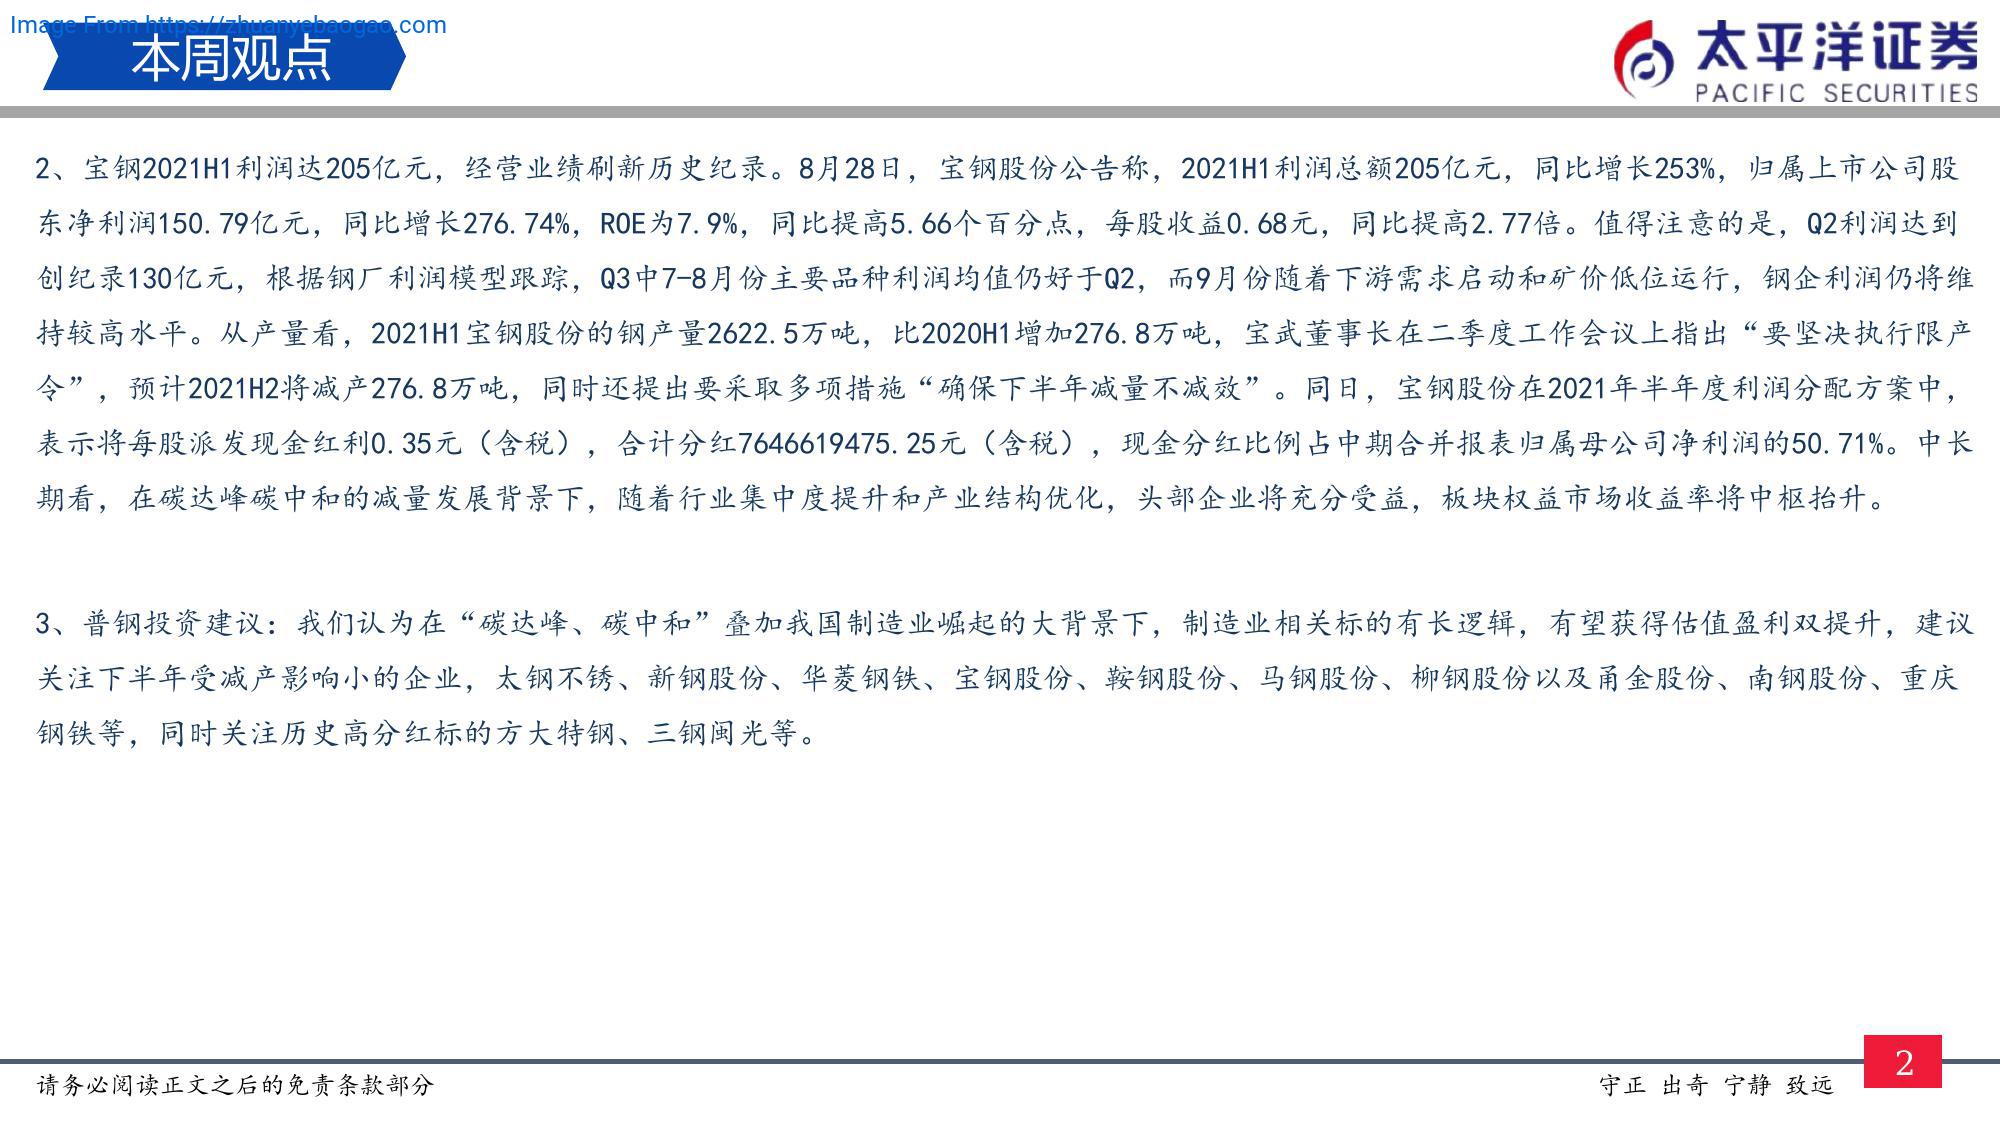 Image From https://zhuanyebaogao.com
本周观点
太平洋证券
PACIFIC SECURITIES
2、宝钢2021H1利润达205亿元，经营业绩刷新历史纪录。8月28日，宝钢股份公告称，2021H1利润总额205亿元，同比增长253%，归属上市公司股
东净利润150.79亿元，同比增长276.74%，ROE为7.9%，同比提高5.66个百分点，每股收益0.68元，同比提高2.77倍。值得注意的是，Q2利润达到
创纪录130亿元，根据钢厂利润模型跟踪，Q3中7-8月份主要品种利润均值仍好于Q2，而9月份随着下游需求启动和矿价低位运行，钢企利润仍将维
持较高水平。从产量看，2021H1宝钢股份的钢产量2622.5万吨，比2020H1增加276.8万吨，宝武董事长在二季度工作会议上指出“要坚决执行限产
令”，预计2021H2将减产276.8万吨，同时还提出要采取多项措施“确保下半年减量不减效”。同日，宝钢股份在2021年半年度利润分配方案中，
表示将每股派发现金红利0.35元（含税），合计分红7646619475.25元（含税），现金分红比例占中期合并报表归属母公司净利润的50.71%。中长
期看，在碳达峰碳中和的减量发展背景下，随着行业集中度提升和产业结构优化，头部企业将充分受益，板块权益市场收益率将中枢抬升。
3、普钢投资建议：我们认为在“碳达峰、碳中和”叠加我国制造业崛起的大背景下，制造业相关标的有长逻辑，有望获得估值盈利双提升，建议
关注下半年受减产影响小的企业，太钢不锈、新钢股份、华菱钢铁、宝钢股份、鞍钢股份、马钢股份、柳钢股份以及甬金股份、南钢股份、重庆
钢铁等，同时关注历史高分红标的方大特钢、三钢闽光等。
请务必阅读正文之后的免责条款部分
守正 出奇 宁静 致远
2